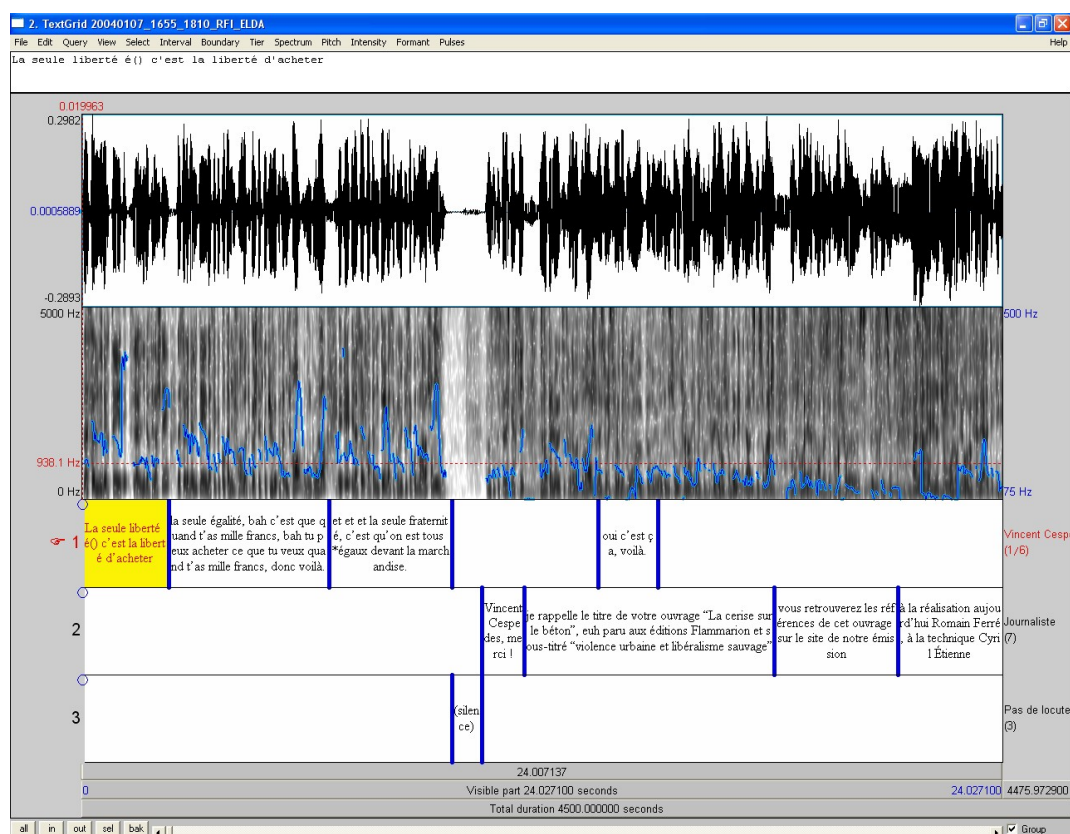 2. TextGrid 20040107_1655_1810_RFI_ELDA
File Edit Query View Select Interval Boundary Tier Spectrum Pitch Intensity Formant Pulses Help
La seule liberté é() c'est la liberté d'acheter
0.019963
0.2982
0.0005889
-0.2893
5000 Hz
500 Hz
938.1 Hz
0 Hz
75 Hz
1
La seule liberté
é() c’est la libert
é d’acheter
la seule égalité, bah c’est que q
uand t’as mille francs, bah tu p
eux acheter ce que tu veux qua
nd t’as mille francs, donc voilà.
et et et la seule fraternit
é, c’est qu’on est tous
*égaux devant la march
andise.
oui c’est ç
a, voilà.
Vincent Cespe
(1/6)
2
Vincent
Cespe
des, me
rci !
je rappelle le titre de votre ouvrage “La cerise sur
le béton”, euh paru aux éditions Flammarion et s
ous-titré “violence urbaine et libéralisme sauvage”
vous retrouverez les réf
érences de cet ouvrage
sur le site de notre émis
sion
à la réalisation aujou
rd’hui Romain Ferré
, à la technique Cyri
l Étienne
Journaliste
(7)
3
(silen
ce)
Pas de locute
(3)
24.007137
0
Visible part 24.027100 seconds
24.027100
4475.972900
Total duration 4500.000000 seconds
all in out sel bak
Group